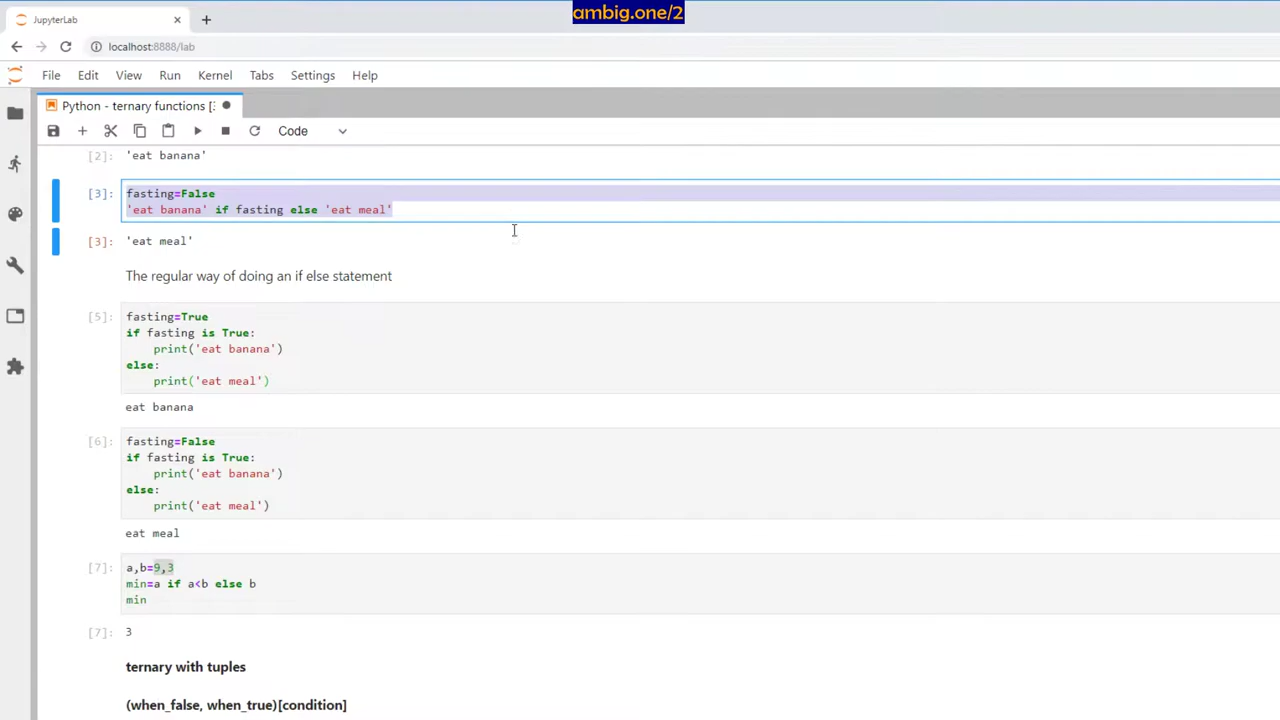 ambig.one/2
JupyterLab
localhost:8888/lab
File Edit View Run Kernel Tabs Settings Help
Python - ternary functions [:
Code
[2]: 'eat banana'
[3]: fasting=False
'eat banana' if fasting else 'eat meal'
[3]: 'eat meal'
The regular way of doing an if else statement
[5]: fasting=True
if fasting is True:
    print('eat banana')
else:
    print('eat meal')
eat banana
[6]: fasting=False
if fasting is True:
    print('eat banana')
else:
    print('eat meal')
eat meal
[7]: a,b=9,3
min=a if a<b else b
min
[7]: 3
ternary with tuples
(when_false, when_true)[condition]